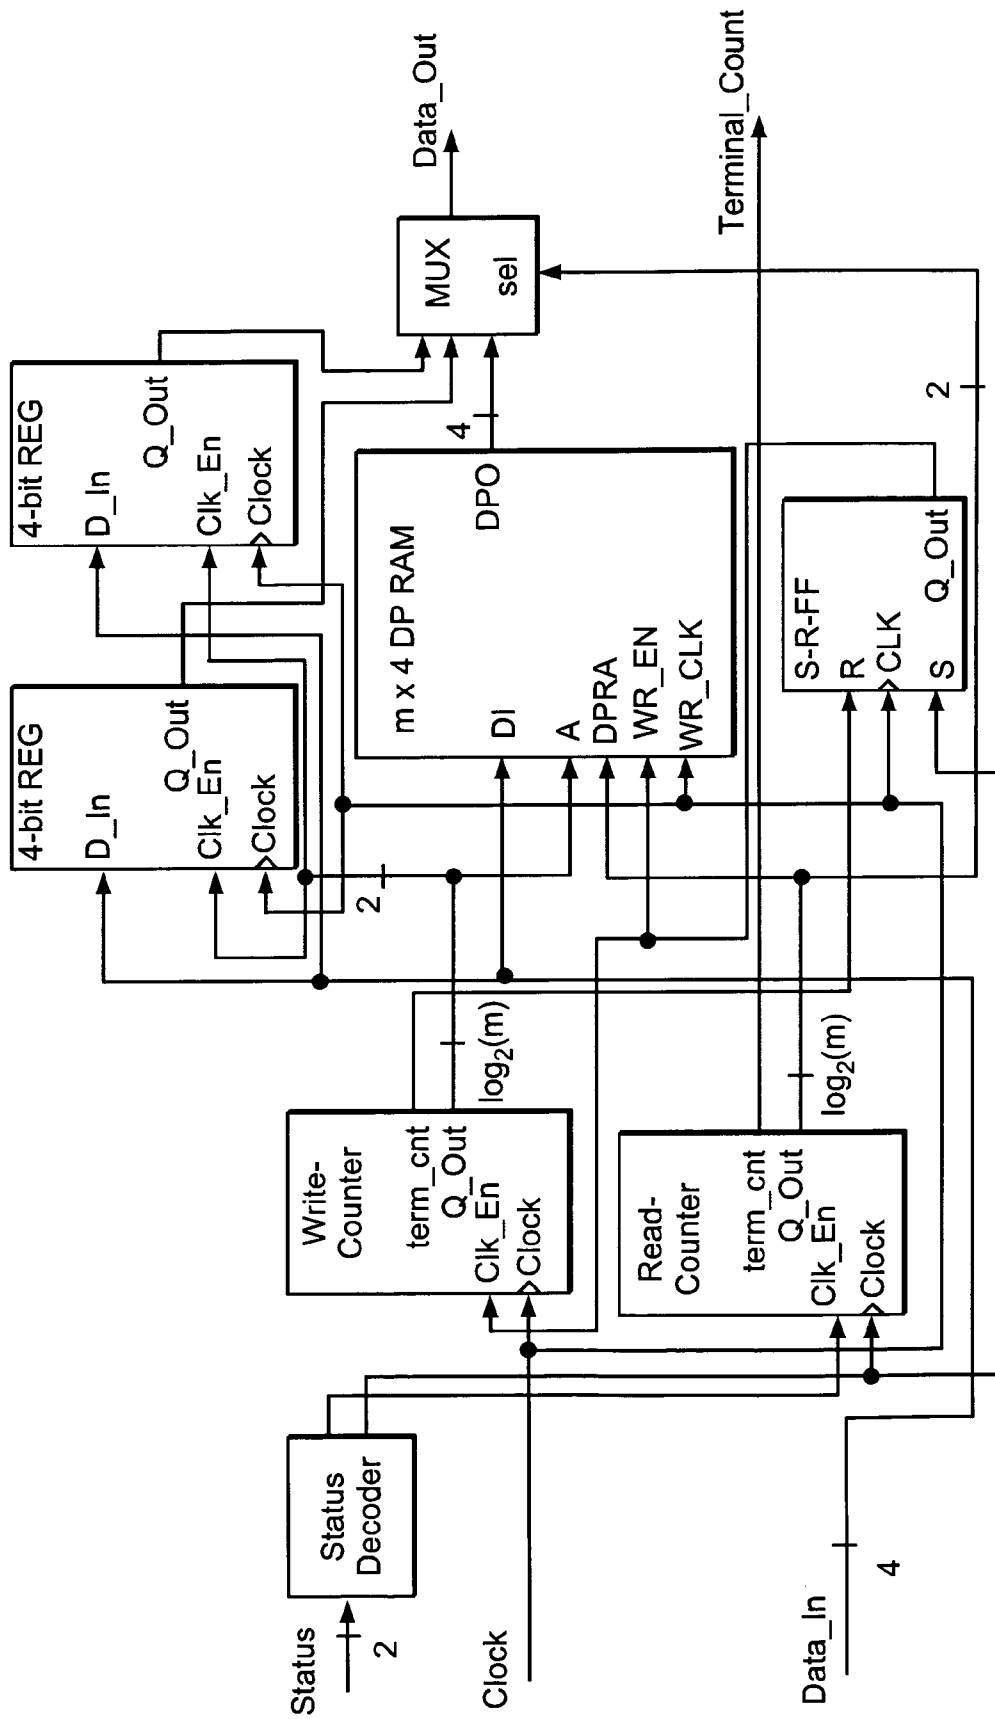 Status
2
Status
Decoder
Clock
Data_In
4
Write-
Counter
term_cnt
Q_Out
Clk_En
Clock
log2(m)
Read-
Counter
term_cnt
Q_Out
Clk_En
Clock
log2(m)
4-bit REG
D_In
Q_Out
Clk_En
Clock
2
4-bit REG
D_In
Q_Out
Clk_En
Clock
m x 4 DP RAM
DI
DPO
A
DPRA
WR_EN
WR_CLK
4
S-R-FF
R
CLK
S
Q_Out
2
MUX
sel
Data_Out
Terminal_Count